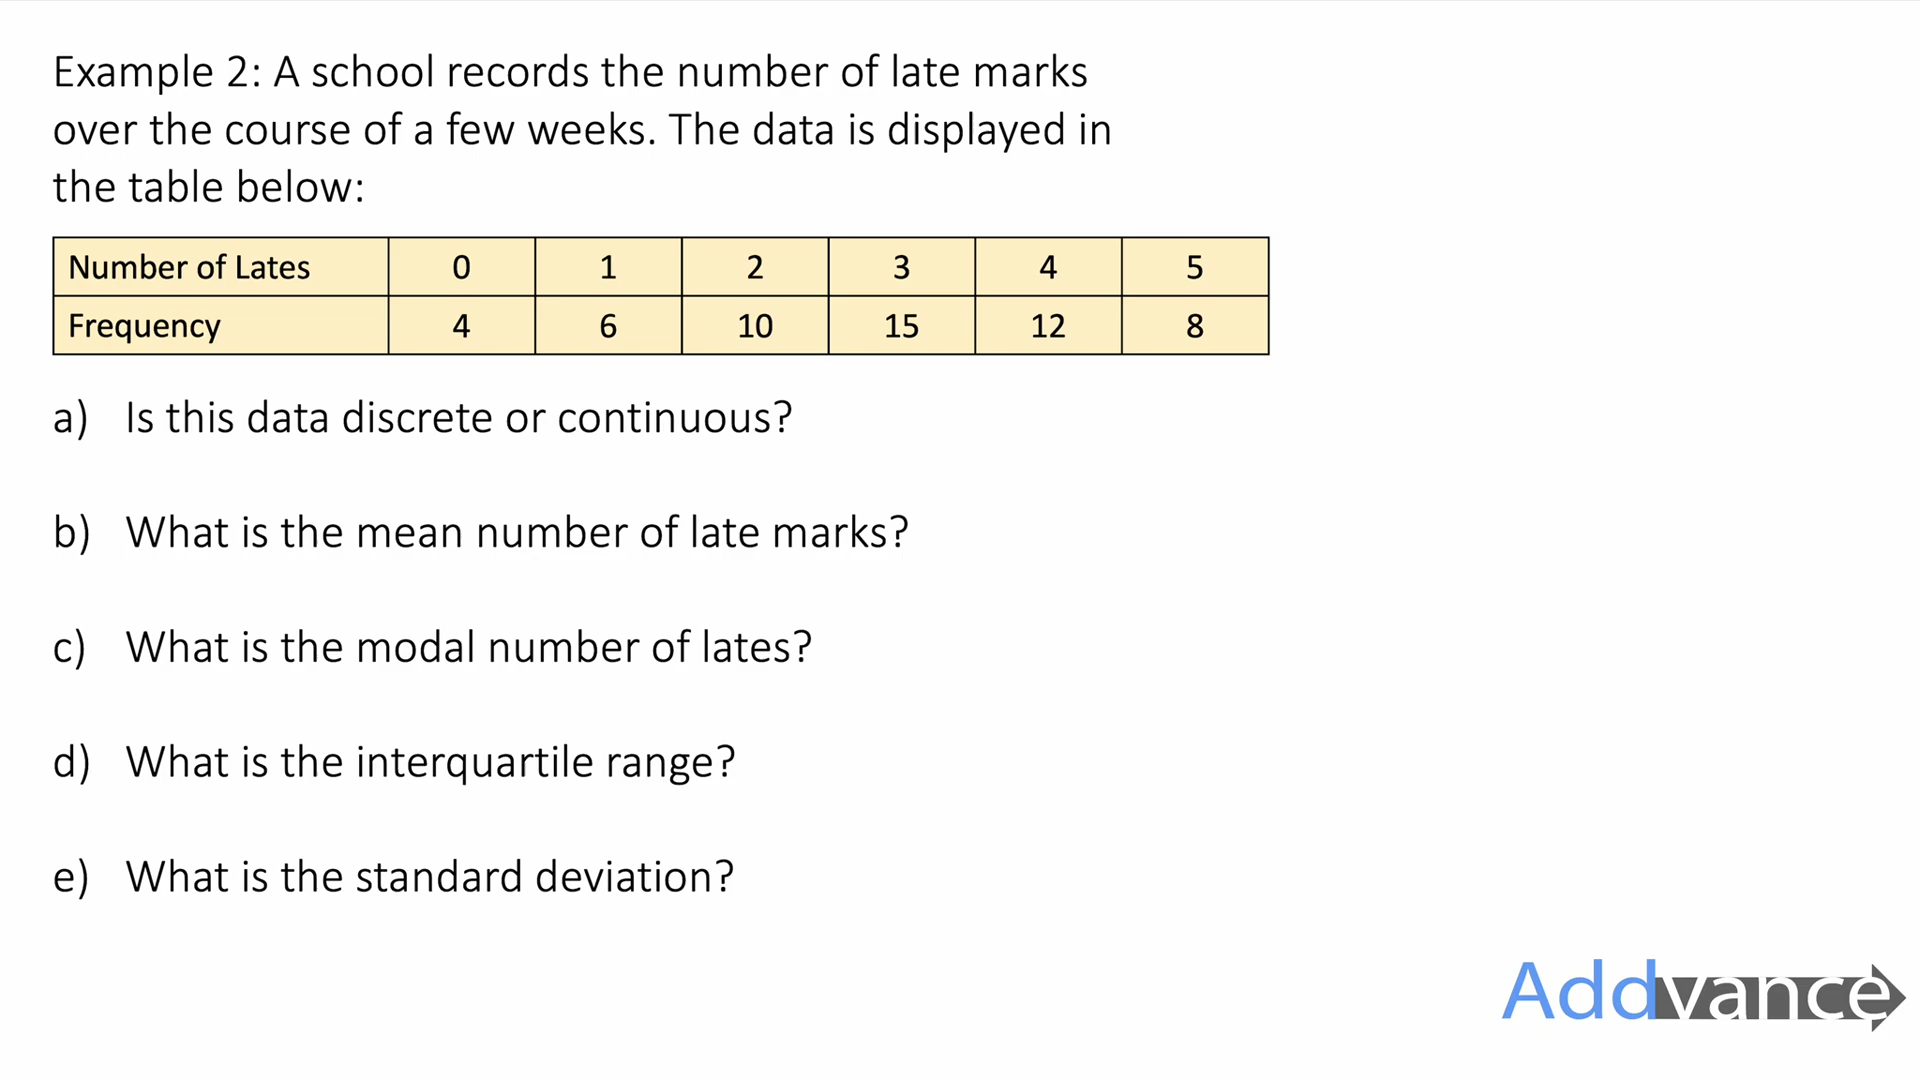 Example 2: A school records the number of late marks
over the course of a few weeks. The data is displayed in
the table below:
Number of Lates 0 1 2 3 4 5
Frequency 4 6 10 15 12 8
a) Is this data discrete or continuous?
b) What is the mean number of late marks?
c) What is the modal number of lates?
d) What is the interquartile range?
e) What is the standard deviation?
Addvance